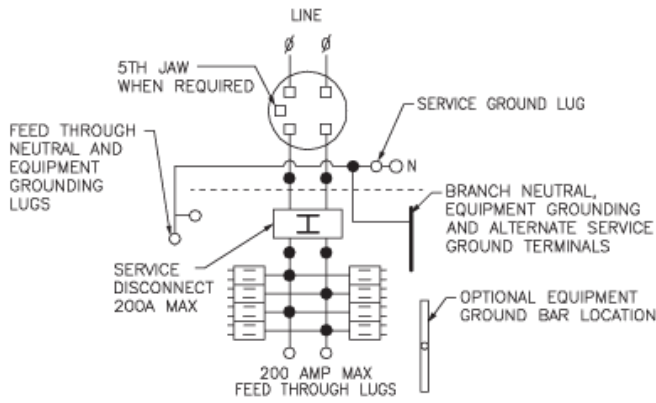 LINE
5TH JAW
WHEN REQUIRED
SERVICE GROUND LUG
FEED THROUGH
NEUTRAL AND
EQUIPMENT
GROUNDING
LUGS
N
BRANCH NEUTRAL,
EQUIPMENT GROUNDING
AND ALTERNATE SERVICE
GROUND TERMINALS
SERVICE
DISCONNECT
200A MAX
OPTIONAL EQUIPMENT
GROUND BAR LOCATION
200 AMP MAX
FEED THROUGH LUGS